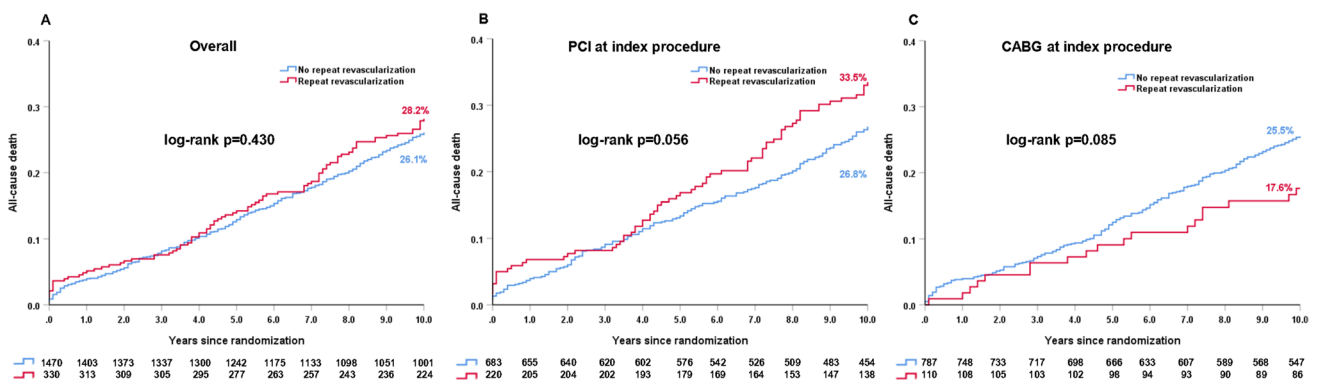 A
Overall
No repeat revascularization
Repeat revascularization
log-rank p=0.430
28.2%
26.1%
All-cause death
0.4
0.3
0.2
0.1
0.0
.0 1.0 2.0 3.0 4.0 5.0 6.0 7.0 8.0 9.0 10.0
Years since randomization
1470 1403 1373 1337 1300 1242 1175 1133 1098 1051 1001
330 313 309 305 295 277 263 257 243 236 224
B
PCI at index procedure
No repeat revascularization
Repeat revascularization
log-rank p=0.056
33.5%
26.8%
All-cause death
0.4
0.3
0.2
0.1
0.0
.0 1.0 2.0 3.0 4.0 5.0 6.0 7.0 8.0 9.0 10.0
Years since randomization
683 655 640 620 602 576 542 526 509 483 454
220 205 204 202 193 179 169 164 153 147 138
C
CABG at index procedure
No repeat revascularization
Repeat revascularization
log-rank p=0.085
25.5%
17.6%
All-cause death
0.4
0.3
0.2
0.1
0.0
.0 1.0 2.0 3.0 4.0 5.0 6.0 7.0 8.0 9.0 10.0
Years since randomization
787 748 733 717 698 666 633 607 589 568 547
110 108 105 103 102 98 94 93 90 89 86